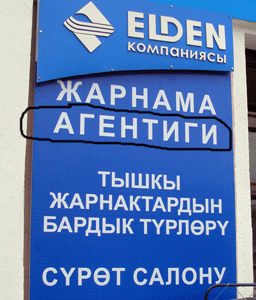 ELDEN
КОМПАНИЯСЫ
ЖАРНАМА
АГЕНТИГИ
ТЫШКЫ
ЖАРНАКТАРДЫН
БАРДЫК ТҮРЛӨРҮ
СҮРӨТ САЛОНУ